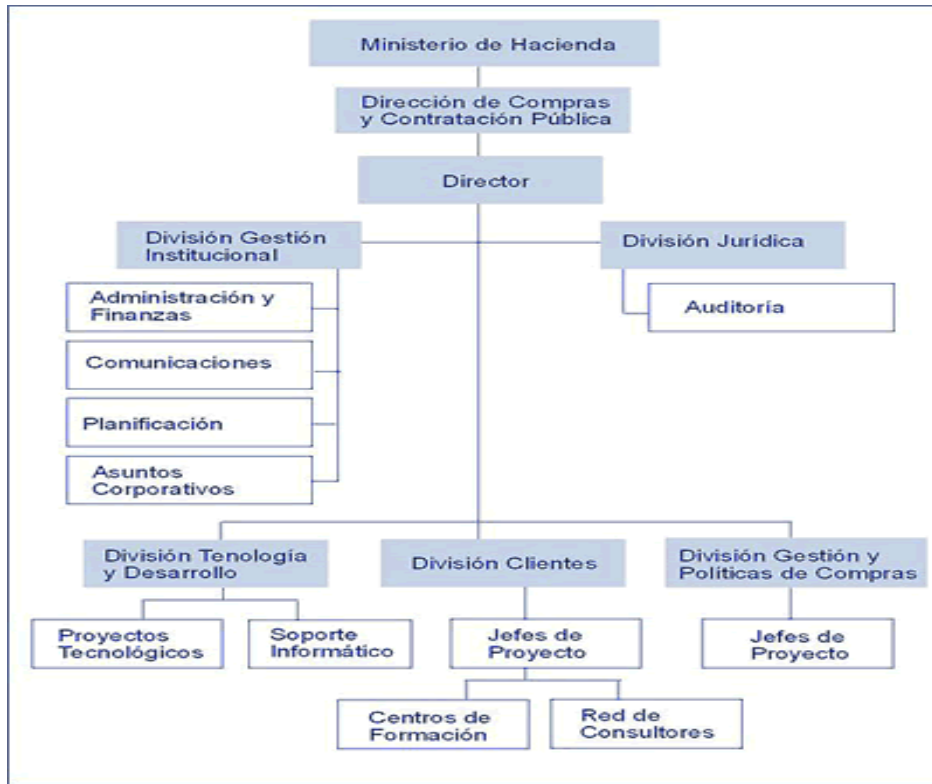 Ministerio de Hacienda
Dirección de Compras
y Contratación Pública
Director
División Gestión
Institucional
División Jurídica
Administración y
Finanzas
Auditoría
Comunicaciones
Planificación
Asuntos
Corporativos
División Tenología
y Desarrollo
División Clientes
División Gestión y
Políticas de Compras
Proyectos
Tecnológicos
Soporte
Informático
Jefes de
Proyecto
Jefes de
Proyecto
Centros de
Formación
Red de
Consultores